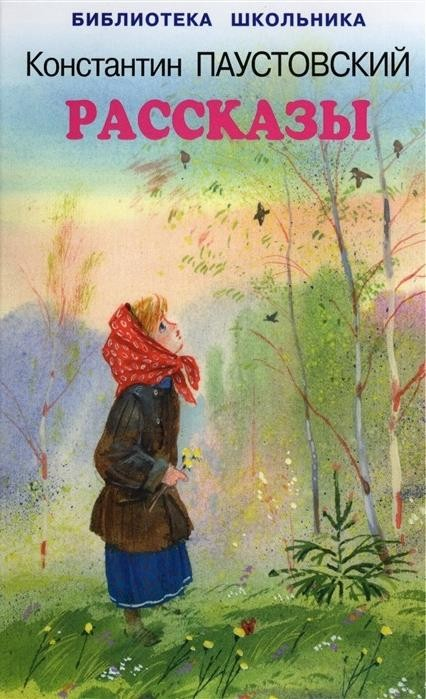 БИБЛИОТЕКА ШКОЛЬНИКА
Константин ПАУСТОВСКИЙ
РАССКАЗЫ